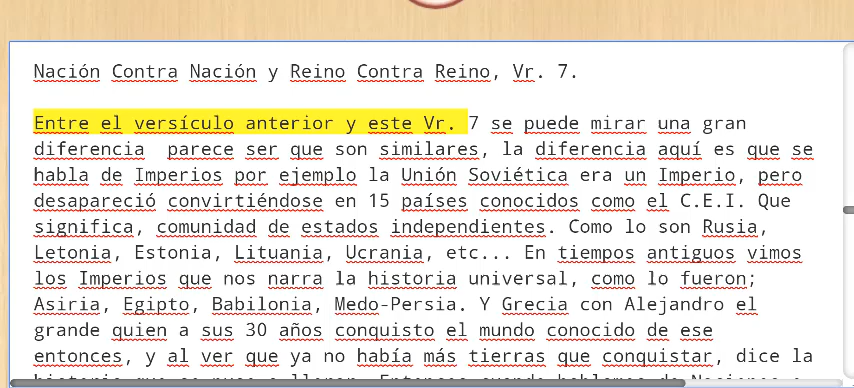 Nación Contra Nación y Reino Contra Reino, Vr. 7.
Entre el versículo anterior y este Vr. 7 se puede mirar una gran
diferencia  parece ser que son similares, la diferencia aquí es que se
habla de Imperios por ejemplo la Unión Soviética era un Imperio, pero
desapareció convirtiéndose en 15 países conocidos como el C.E.I. Que
significa, comunidad de estados independientes. Como lo son Rusia,
Letonia, Estonia, Lituania, Ucrania, etc... En tiempos antiguos vimos
los Imperios que nos narra la historia universal, como lo fueron;
Asiria, Egipto, Babilonia, Medo-Persia. Y Grecia con Alejandro el
grande quien a sus 30 años conquisto el mundo conocido de ese
entonces, y al ver que ya no había más tierras que conquistar, dice la